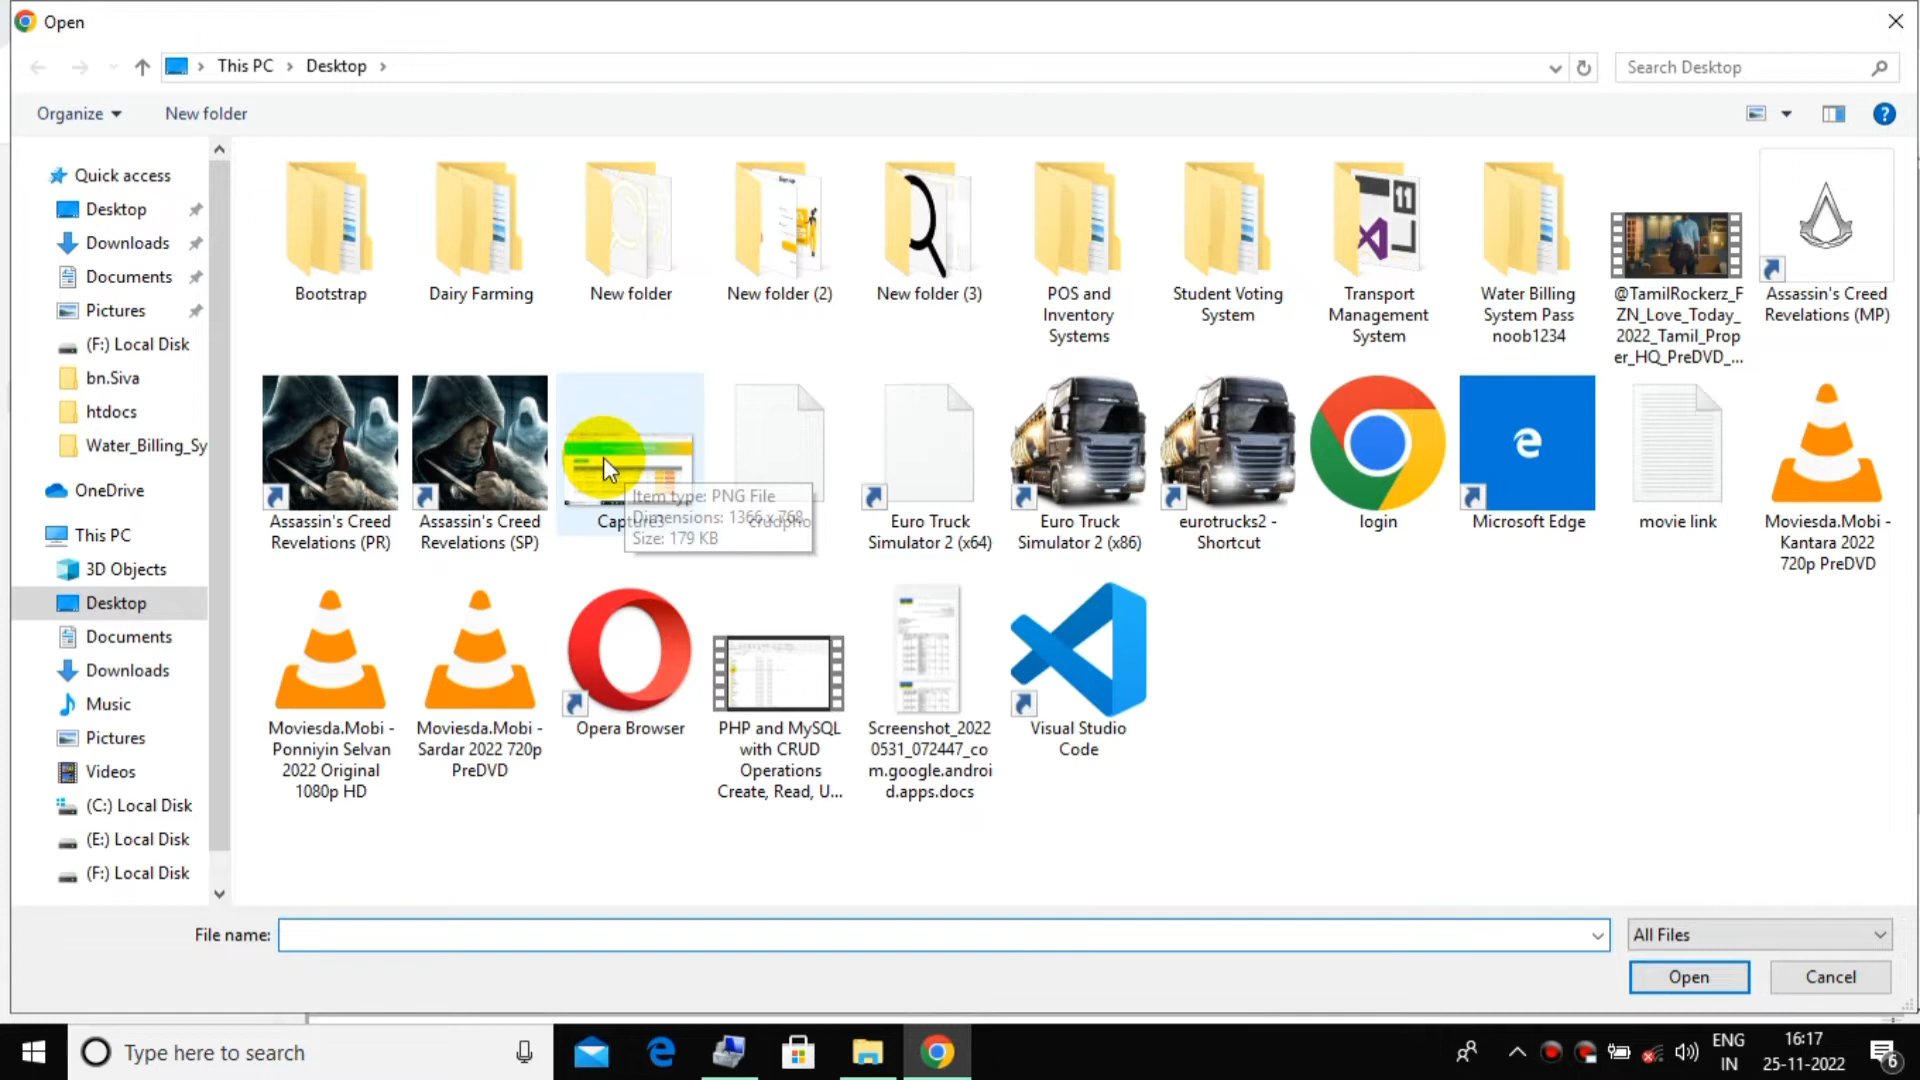 Open
This PC
Desktop
Search Desktop
Organize
New folder
Quick access
Desktop
Downloads
Documents
Pictures
(F:) Local Disk
bn.Siva
htdocs
Water_Billing_Sy
OneDrive
This PC
3D Objects
Desktop
Documents
Downloads
Music
Pictures
Videos
(C:) Local Disk
(E:) Local Disk
(F:) Local Disk
Bootstrap
Dairy Farming
New folder
New folder (2)
New folder (3)
POS and
Inventory
Systems
Student Voting
System
Transport
Management
System
Water Billing
System Pass
noob1234
@TamilRockerz_F
ZN_Love_Today_
2022_Tamil_Prop
er_HQ_PreDVD_...
Assassin's Creed
Revelations (MP)
Assassin's Creed
Revelations (PR)
Assassin's Creed
Revelations (SP)
Capture3
crudpho
Item type: PNG File
Dimensions: 1366 x 768
Size: 179 KB
Euro Truck
Simulator 2 (x64)
Euro Truck
Simulator 2 (x86)
eurotrucks2 -
Shortcut
login
Microsoft Edge
movie link
Moviesda.Mobi -
Kantara 2022
720p PreDVD
Moviesda.Mobi -
Ponniyin Selvan
2022 Original
1080p HD
Moviesda.Mobi -
Sardar 2022 720p
PreDVD
Opera Browser
PHP and MySQL
with CRUD
Operations
Create, Read, U...
Screenshot_2022
0531_072447_co
m.google.androi
d.apps.docs
Visual Studio
Code
File name:
All Files
Open
Cancel
Type here to search
ENG
IN
16:17
25-11-2022
6